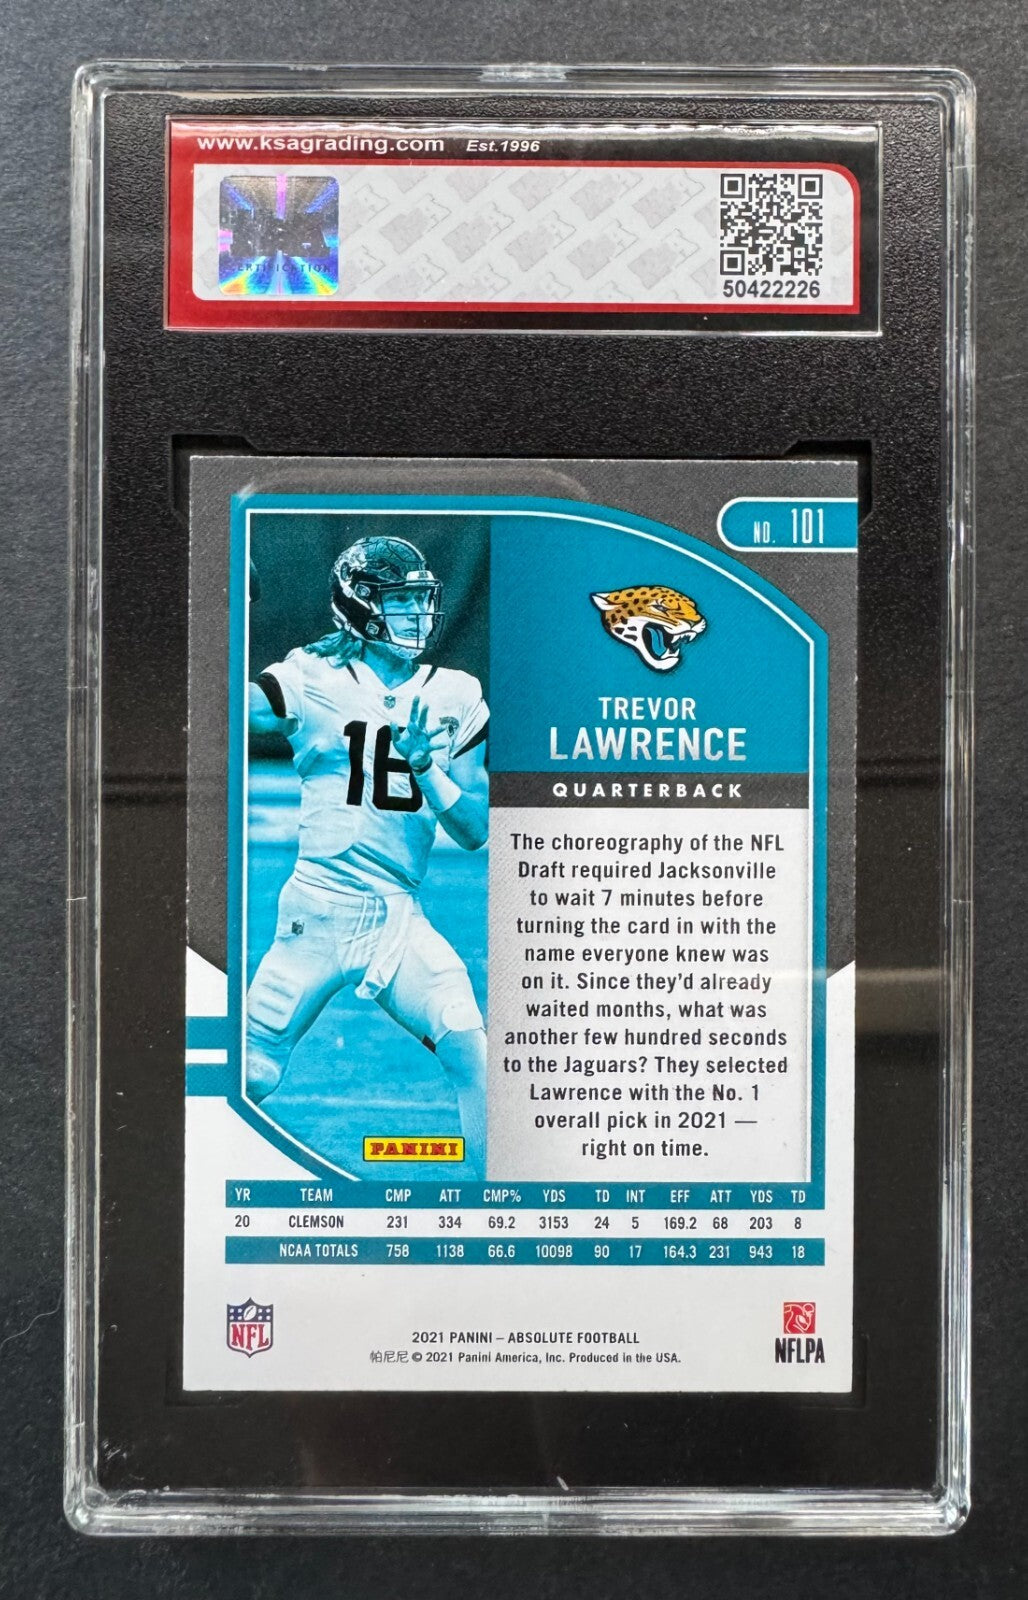 www.ksagrading.com Est.1996
CERTIFICATION
50422226
NO. 101
TREVOR
LAWRENCE
QUARTERBACK
16
The choreography of the NFL
Draft required Jacksonville
to wait 7 minutes before
turning the card in with the
name everyone knew was
on it. Since they'd already
waited months, what was
another few hundred seconds
to the Jaguars? They selected
Lawrence with the No. 1
overall pick in 2021 —
right on time.
PANINI
YR TEAM CMP ATT CMP% YDS TD INT EFF ATT YDS TD
20 CLEMSON 231 334 69.2 3153 24 5 169.2 68 203 8
NCAA TOTALS 758 1138 66.6 10098 90 17 164.3 231 943 18
NFL
2021 PANINI – ABSOLUTE FOOTBALL
帕尼尼 © 2021 Panini America, Inc. Produced in the USA.
NFLPA